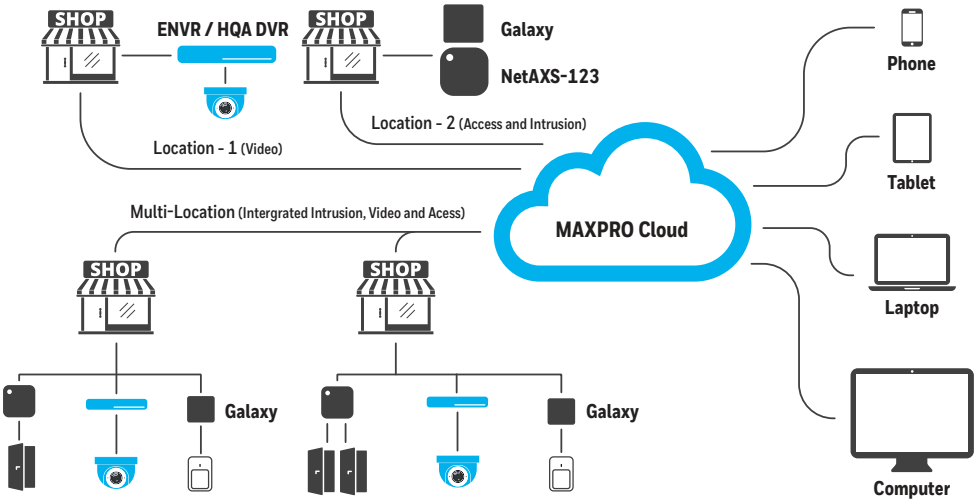 SHOP
ENVR / HQA DVR
SHOP
Galaxy
NetAXS-123
Location - 2 (Access and Intrusion)
Location - 1 (Video)
Multi-Location (Intergrated Intrusion, Video and Acess)
MAXPRO Cloud
Phone
Tablet
Laptop
Computer
SHOP
SHOP
Galaxy
Galaxy